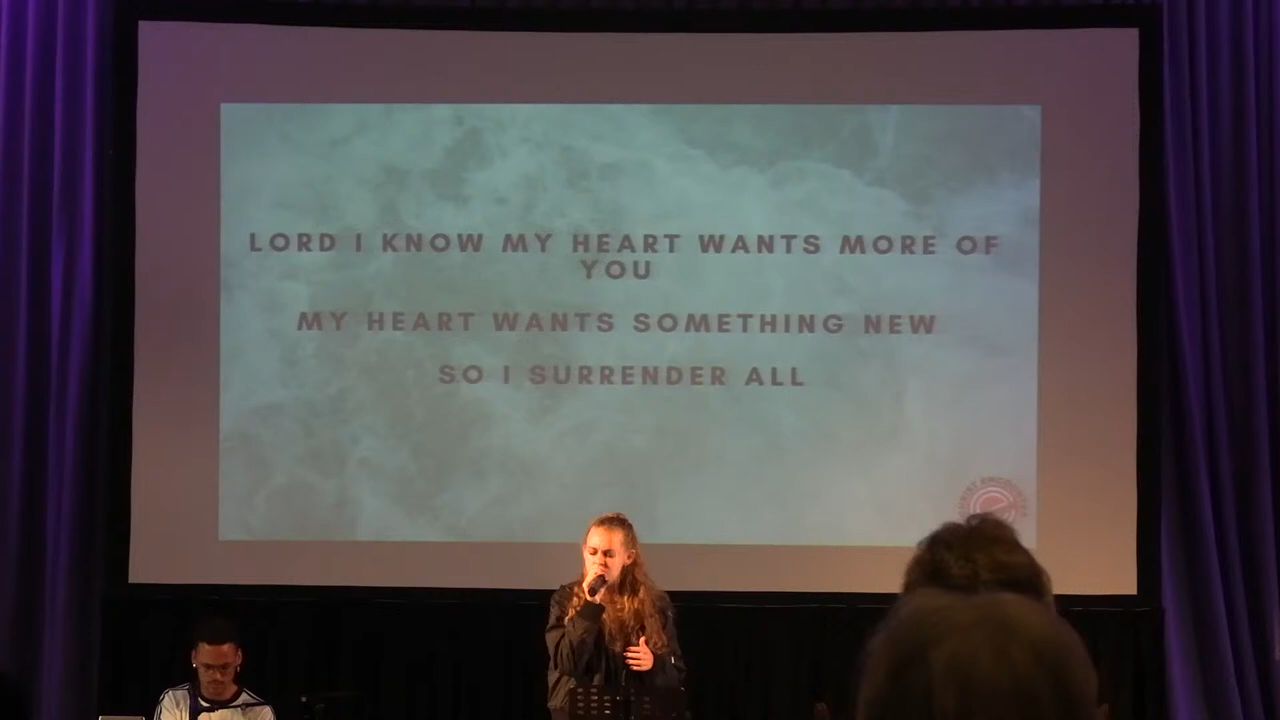 LORD I KNOW MY HEART WANTS MORE OF
YOU
MY HEART WANTS SOMETHING NEW
SO I SURRENDER ALL